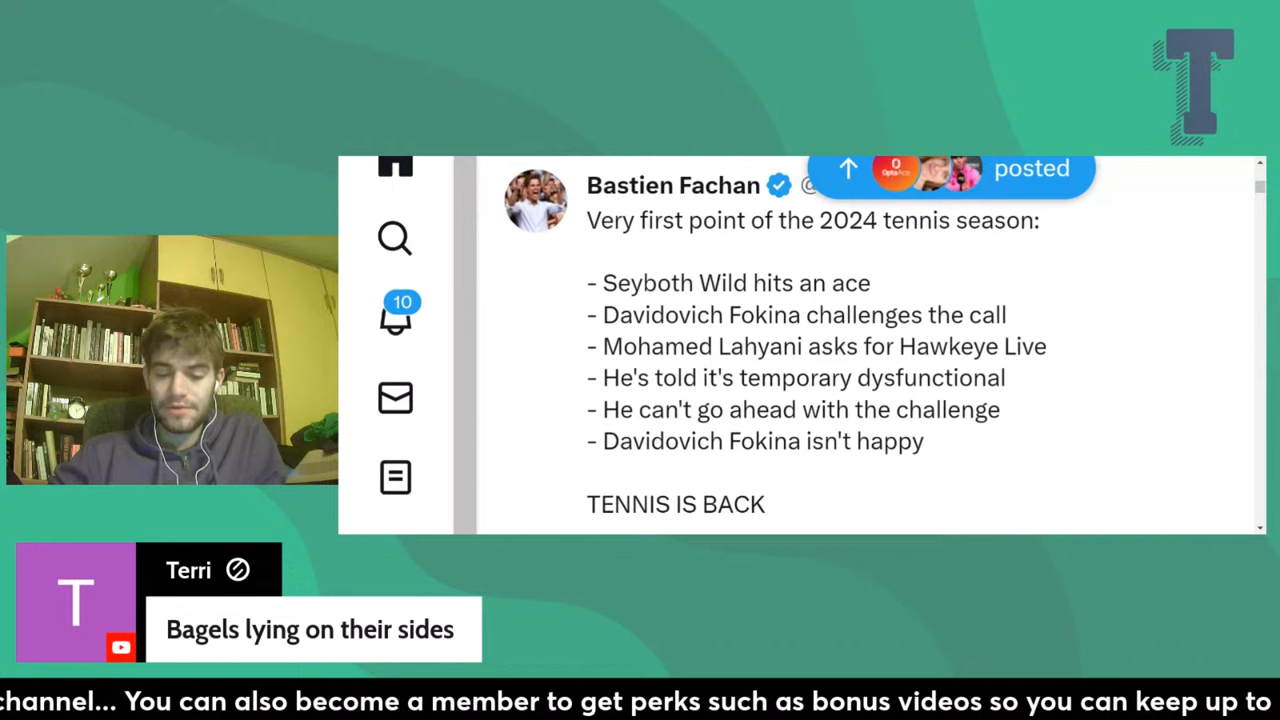 T
posted
Opta Ace
Bastien Fachan @
Very first point of the 2024 tennis season:
- Seyboth Wild hits an ace
- Davidovich Fokina challenges the call
- Mohamed Lahyani asks for Hawkeye Live
- He's told it's temporary dysfunctional
- He can't go ahead with the challenge
- Davidovich Fokina isn't happy
TENNIS IS BACK
10
T
Terri
Bagels lying on their sides
channel... You can also become a member to get perks such as bonus videos so you can keep up to